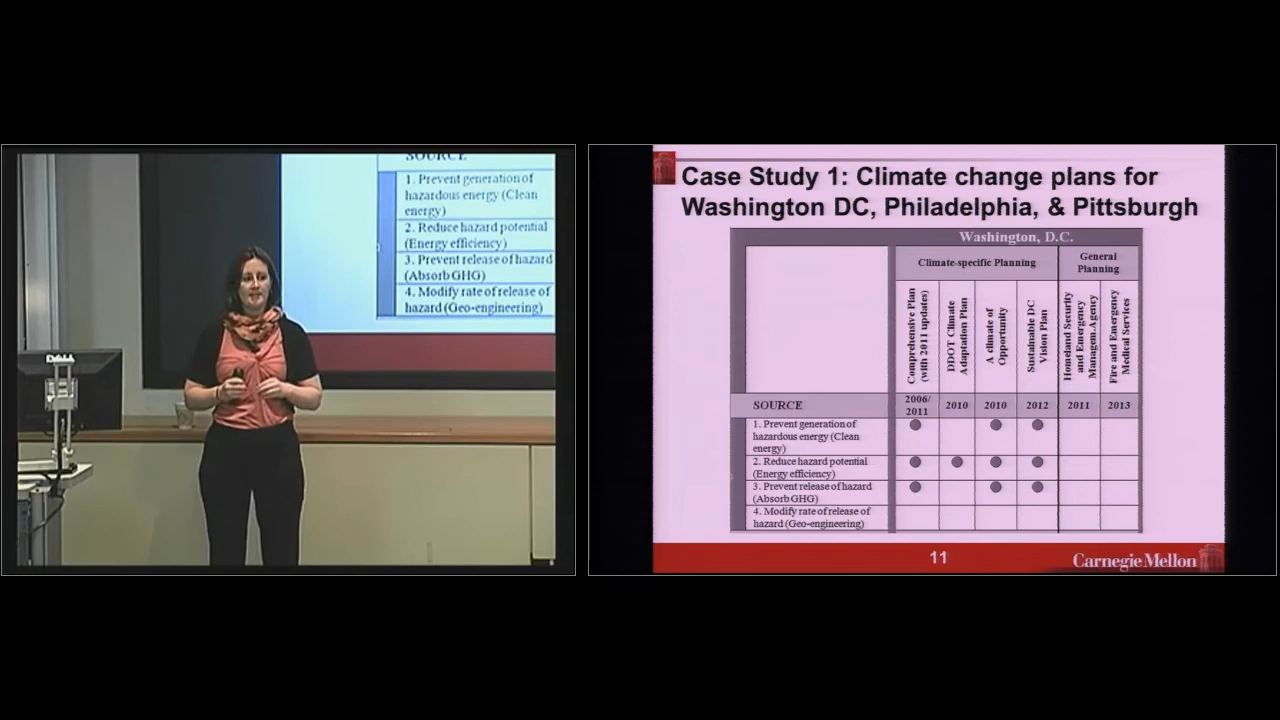 SOURCE
1. Prevent generation of
hazardous energy (Clean
energy)
2. Reduce hazard potential
(Energy efficiency)
3. Prevent release of hazard
(Absorb GHG)
4. Modify rate of release of
hazard (Geo-engineering)
DELL
Case Study 1: Climate change plans for
Washington DC, Philadelphia, & Pittsburgh
Washington, D.C.
Climate-specific Planning
General
Planning
Comprehensive Plan
(with 2011 updates)
DDOT Climate
Adaptation Plan
A climate of
Opportunity
Sustainable DC
Vision Plan
Homeland Security
and Emergency
Managem.Agency
Fire and Emergency
Medical Services
SOURCE
2006/
2011
2010
2010
2012
2011
2013
1. Prevent generation of
hazardous energy (Clean
energy)
2. Reduce hazard potential
(Energy efficiency)
3. Prevent release of hazard
(Absorb GHG)
4. Modify rate of release of
hazard (Geo-engineering)
11
Carnegie Mellon